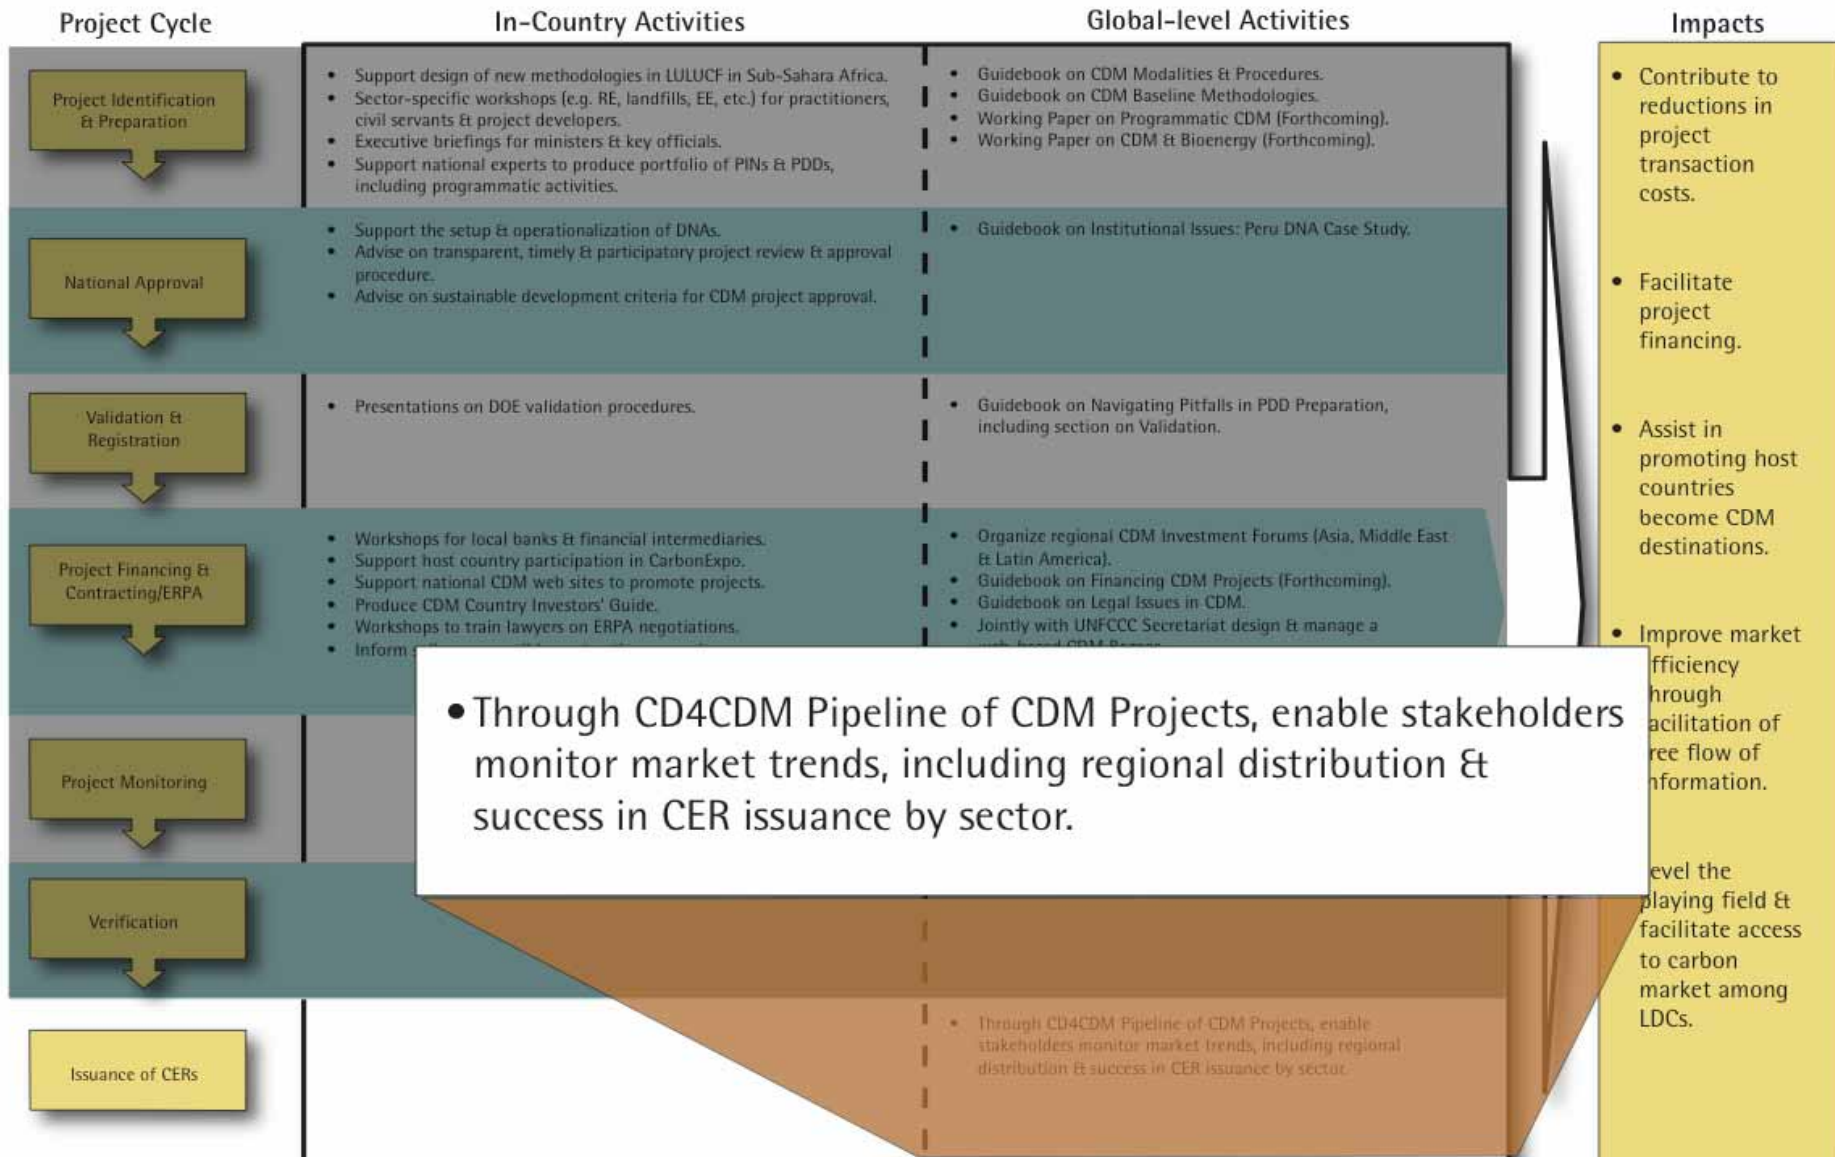 Project Cycle
In-Country Activities
Global-level Activities
Impacts
Project Identification
& Preparation
• Support design of new methodologies in LULUCF in Sub-Sahara Africa.
• Sector-specific workshops (e.g. RE, landfills, EE, etc.) for practitioners,
civil servants & project developers.
• Executive briefings for ministers & key officials.
• Support national experts to produce portfolio of PINs & PDDs,
including programmatic activities.
• Guidebook on CDM Modalities & Procedures.
• Guidebook on CDM Baseline Methodologies.
• Working Paper on Programmatic CDM (Forthcoming).
• Working Paper on CDM & Bioenergy (Forthcoming).
National Approval
• Support the setup & operationalization of DNAs.
• Advise on transparent, timely & participatory project review & approval
procedure.
• Advise on sustainable development criteria for CDM project approval.
• Guidebook on Institutional Issues: Peru DNA Case Study.
Validation &
Registration
• Presentations on DOE validation procedures.
• Guidebook on Navigating Pitfalls in PDD Preparation,
including section on Validation.
Project Financing &
Contracting/ERPA
• Workshops for local banks & financial intermediaries.
• Support host country participation in CarbonExpo.
• Support national CDM web sites to promote projects.
• Produce CDM Country Investors' Guide.
• Workshops to train lawyers on ERPA negotiations.
• Inform
• Organize regional CDM Investment Forums (Asia, Middle East
& Latin America).
• Guidebook on Financing CDM Projects (Forthcoming).
• Guidebook on Legal Issues in CDM.
• Jointly with UNFCCC Secretariat design & manage a
Project Monitoring
Verification
Issuance of CERs
• Through CD4CDM Pipeline of CDM Projects, enable stakeholders
monitor market trends, including regional distribution &
success in CER issuance by sector.
• Through CD4CDM Pipeline of CDM Projects, enable
stakeholders monitor market trends, including regional
distribution & success in CER issuance by sector.
• Contribute to
reductions in
project
transaction
costs.
• Facilitate
project
financing.
• Assist in
promoting host
countries
become CDM
destinations.
• Improve market
fficiency
hrough
acilitation of
ree flow of
nformation.
evel the
playing field &
facilitate access
to carbon
market among
LDCs.